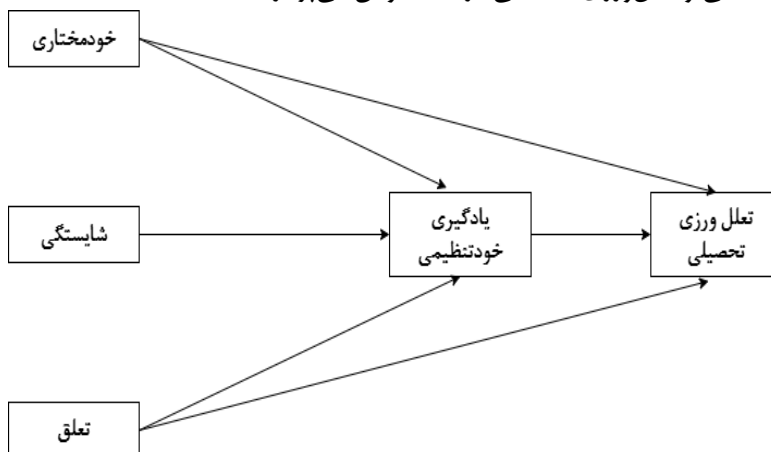 خودمختاری
شایستگی
یادگیری
خودتنظیمی
تعلل ورزی
تحصیلی
تعلق